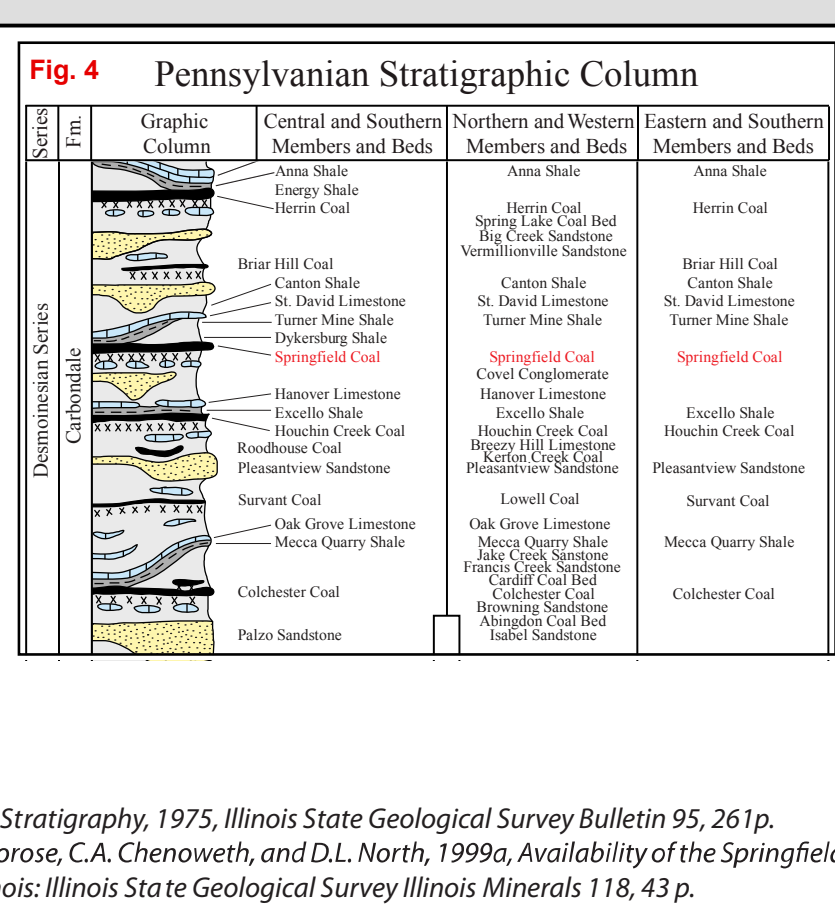 Fig. 4 Pennsylvanian Stratigraphic Column
Series
Fm.
Graphic
Column
Central and Southern
Members and Beds
Northern and Western
Members and Beds
Eastern and Southern
Members and Beds
Desmoinesian Series
Carbondale
Anna Shale
Energy Shale
Herrin Coal
Briar Hill Coal
Canton Shale
St. David Limestone
Turner Mine Shale
Dykersburg Shale
Springfield Coal
Hanover Limestone
Excello Shale
Houchin Creek Coal
Roodhouse Coal
Pleasantview Sandstone
Survant Coal
Oak Grove Limestone
Mecca Quarry Shale
Colchester Coal
Palzo Sandstone
Anna Shale
Herrin Coal
Spring Lake Coal Bed
Big Creek Sandstone
Vermillionville Sandstone
Canton Shale
St. David Limestone
Turner Mine Shale
Springfield Coal
Covel Conglomerate
Hanover Limestone
Excello Shale
Houchin Creek Coal
Breezy Hill Limestone
Kerton Creek Coal
Pleasantview Sandstone
Lowell Coal
Oak Grove Limestone
Mecca Quarry Shale
Jake Creek Sanstone
Francis Creek Sandstone
Cardiff Coal Bed
Colchester Coal
Browning Sandstone
Abingdon Coal Bed
Isabel Sandstone
Anna Shale
Herrin Coal
Briar Hill Coal
Canton Shale
St. David Limestone
Turner Mine Shale
Springfield Coal
Excello Shale
Houchin Creek Coal
Pleasantview Sandstone
Survant Coal
Mecca Quarry Shale
Colchester Coal
Stratigraphy, 1975, Illinois State Geological Survey Bulletin 95, 261p.
orose, C.A. Chenoweth, and D.L. North, 1999a, Availability of the Springfiel
nois: Illinois State Geological Survey Illinois Minerals 118, 43 p.